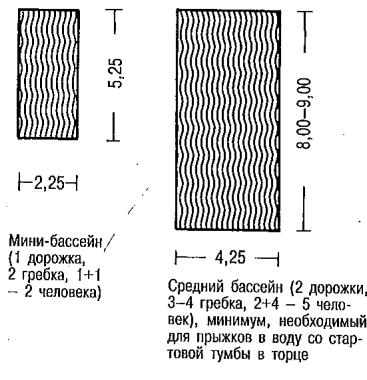 5,25
8,00–9,00
2,25
4,25
Мини-бассейн
(1 дорожка,
2 гребка, 1+1
– 2 человека)
Средний бассейн (2 дорожки,
3–4 гребка, 2+4 – 5 чело-
век), минимум, необходимый
для прыжков в воду со стар-
товой тумбы в торце